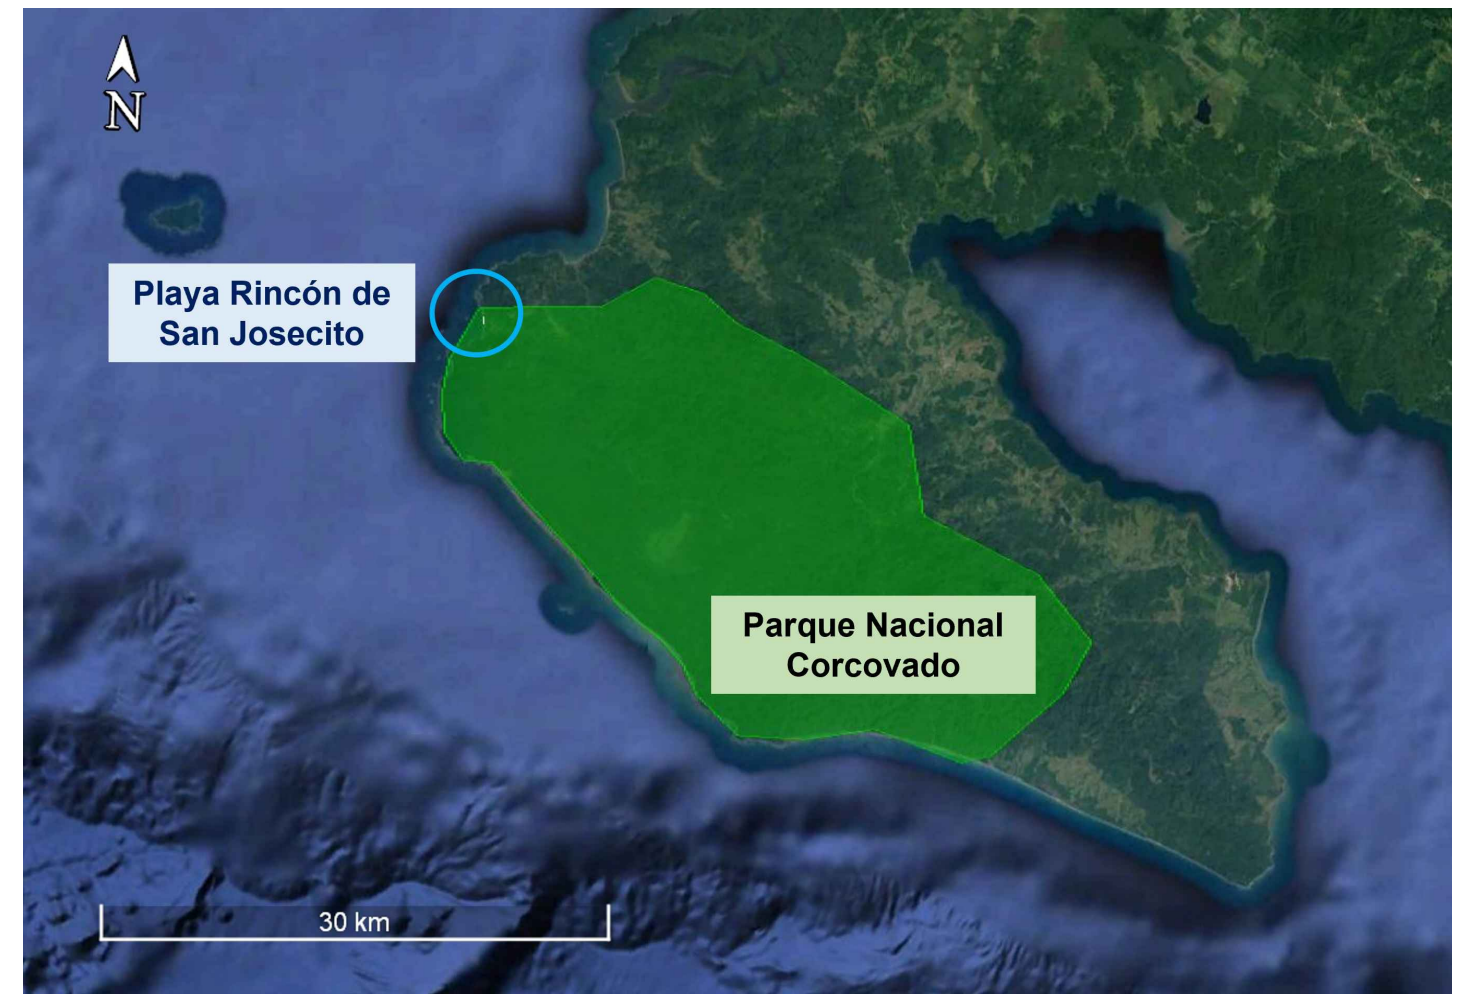 N
Playa Rincón de
San Josecito
Parque Nacional
Corcovado
30 km